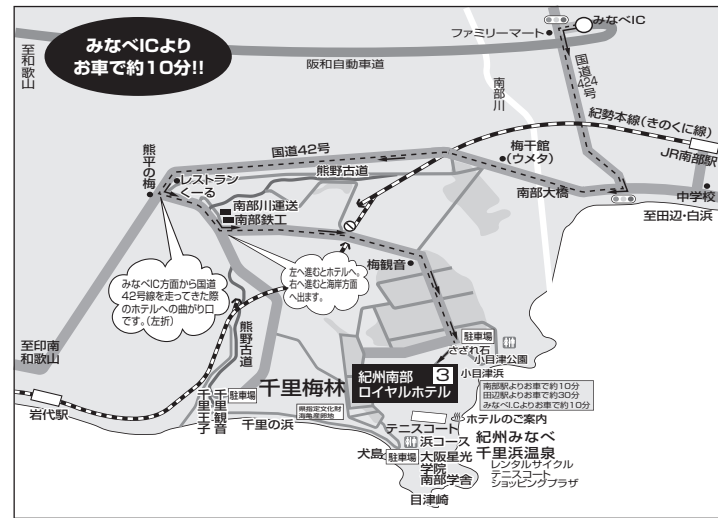 みなべICより
お車で約10分!!
至和歌山
阪和自動車道
ファミリーマート
みなべIC
国道424号
南部川
紀勢本線(きのくに線)
JR南部駅
国道42号
梅干館
(ウメタ)
熊平の梅
レストラン
くーる
熊野古道
南部大橋
中学校
至田辺・白浜
南部川運送
南部鉄工
梅観音
みなべIC方面から国道
42号線を走ってきた際
のホテルへの曲がり口
です。(左折)
左へ進むとホテルへ。
右へ進むと海岸方面
へ出ます。
熊野古道
至印南
和歌山
岩代駅
駐車場
さざれ石
小目津公園
小目津浜
紀州南部
ロイヤルホテル
3
南部駅よりお車で約10分
田辺駅よりお車で約30分
みなべI.Cよりお車で約10分
千里梅林
駐車場
千里観音
千里王子
県指定文化財
海亀産卵地
千里の浜
テニスコート
浜コース
ホテルのご案内
紀州みなべ
千里浜温泉
レンタルサイクル
テニスコート
ショッピングプラザ
犬島
駐車場
大阪星光
学院
南部学舎
目津崎